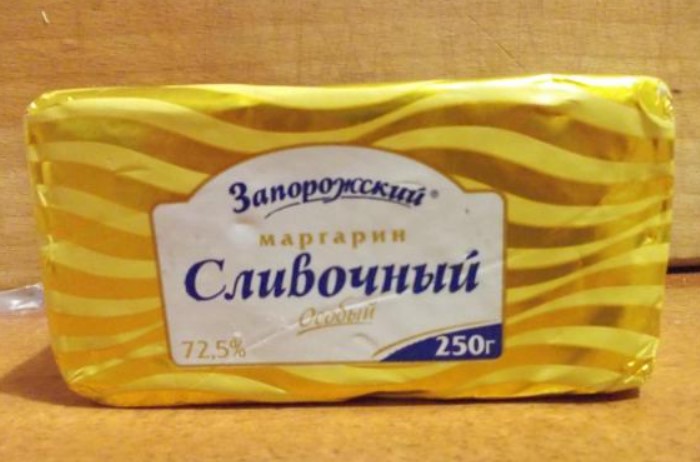 Запорожский®
маргарин
Сливочный
Особый
72,5%
250г